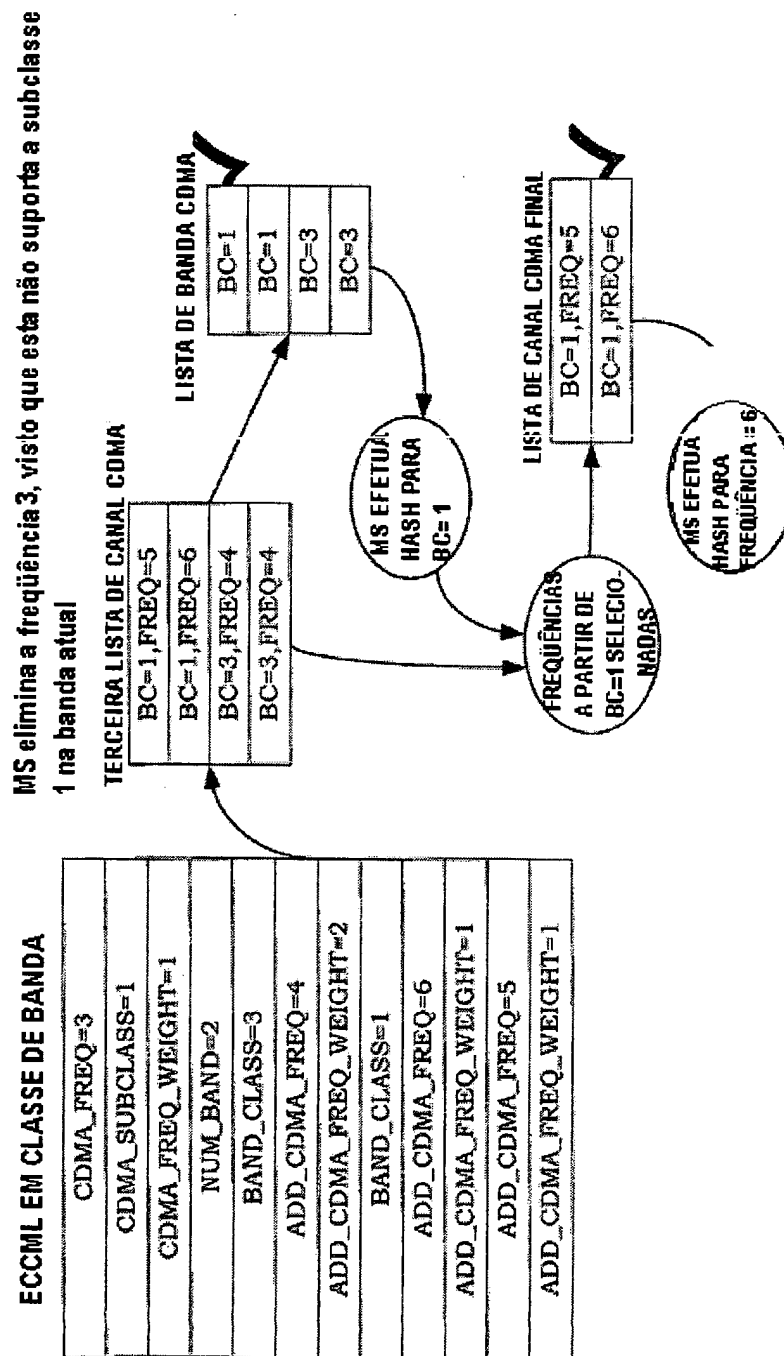 MS elimina a freqüência 3, visto que esta não suporta a subclasse
1 na banda atual
ECCML EM CLASSE DE BANDA
CDMA_FREQ=3
CDMA_SUBCLASS=1
CDMA_FREQ_WEIGHT=1
NUM_BAND=2
BAND_CLASS=3
ADD_CDMA_FREQ=4
ADD_CDMA_FREQ_WEIGHT=2
BAND_CLASS=1
ADD_CDMA_FREQ=6
ADD_CDMA_FREQ_WEIGHT=1
ADD_CDMA_FREQ=5
ADD_CDMA_FREQ_WEIGHT=1
TERCEIRA LISTA DE CANAL CDMA
BC=1,FREQ=5
BC=1,FREQ=6
BC=3,FREQ=4
BC=3,FREQ=4
LISTA DE BANDA CDMA
BC=1
BC=1
BC=3
BC=3
MS EFETUA
HASH PARA
BC= 1
FREQÜÊNCIAS
A PARTIR DE
BC=1 SELECIO-
NADAS
LISTA DE CANAL CDMA FINAL
BC=1,FREQ=5
BC=1,FREQ=6
MS EFETUA
HASH PARA
FREQÜÊNCIA = 6